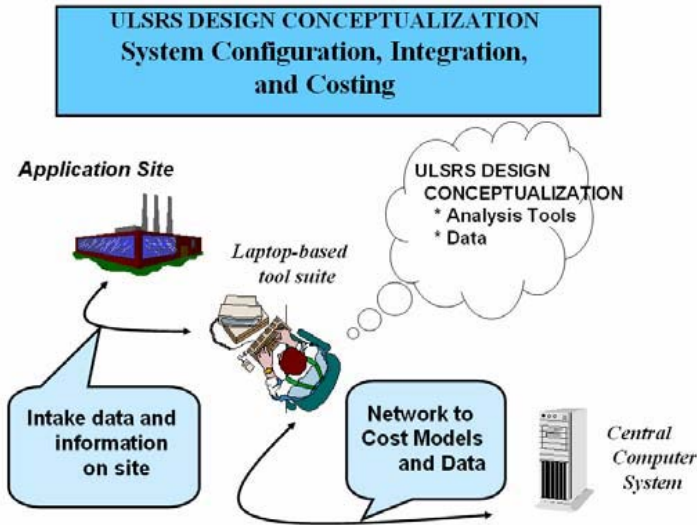 ULSRS DESIGN CONCEPTUALIZATION
System Configuration, Integration,
and Costing
Application Site
ULSRS DESIGN
CONCEPTUALIZATION
* Analysis Tools
* Data
Laptop-based
tool suite
Intake data and
information
on site
Network to
Cost Models
and Data
Central
Computer
System